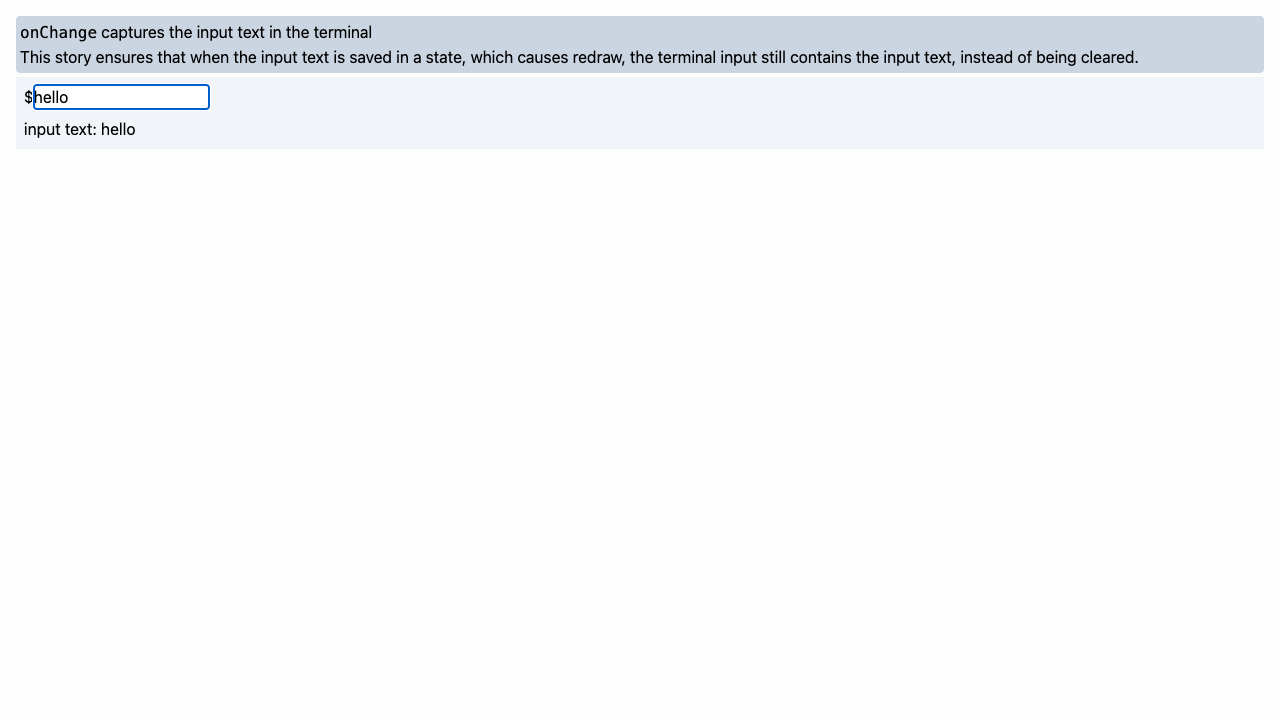 onChange captures the input text in the terminal
This story ensures that when the input text is saved in a state, which causes redraw, the terminal input still contains the input text, instead of being cleared.
$hello
input text: hello